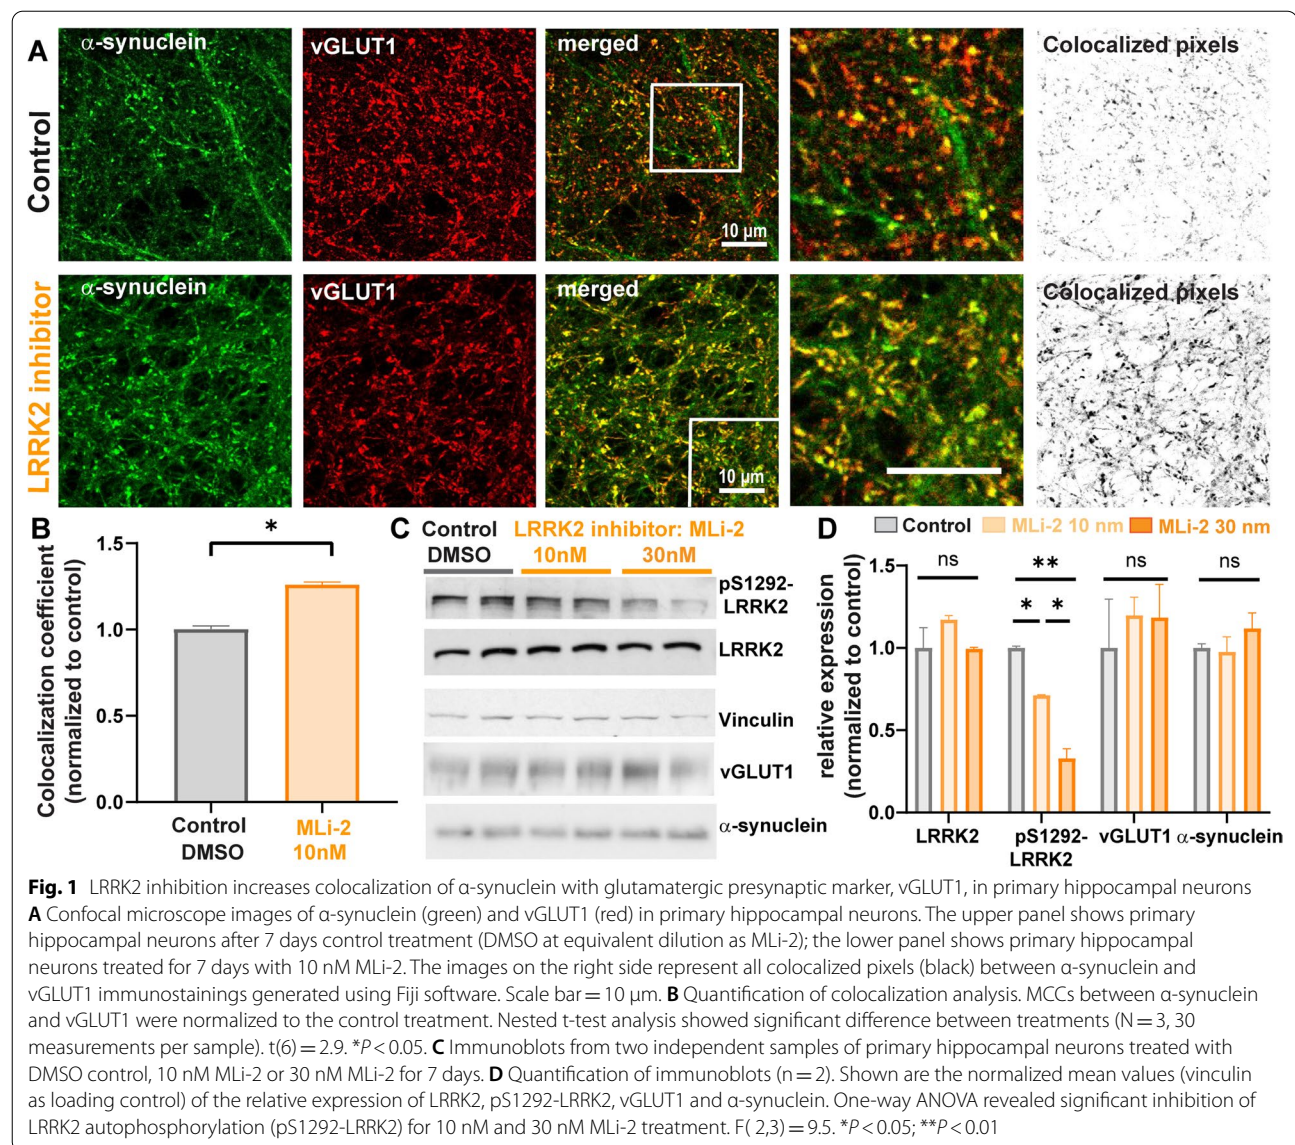 A
α-synuclein
vGLUT1
merged
Colocalized pixels
Control
10 µm
α-synuclein
vGLUT1
merged
Colocalized pixels
LRRK2 inhibitor
10 µm
B
*
Colocalization coefficient
(normalized to control)
1.5
1.0
0.5
0.0
Control
DMSO
MLi-2
10nM
C
Control
DMSO
LRRK2 inhibitor: MLi-2
10nM
30nM
pS1292-
LRRK2
LRRK2
Vinculin
vGLUT1
α-synuclein
D
Control
MLi-2 10 nm
MLi-2 30 nm
relative expression
(normalized to control)
1.5
1.0
0.5
0.0
ns
**
*
*
ns
ns
LRRK2
pS1292-
LRRK2
vGLUT1
α-synuclein
Fig. 1 LRRK2 inhibition increases colocalization of α-synuclein with glutamatergic presynaptic marker, vGLUT1, in primary hippocampal neurons
A Confocal microscope images of α-synuclein (green) and vGLUT1 (red) in primary hippocampal neurons. The upper panel shows primary
hippocampal neurons after 7 days control treatment (DMSO at equivalent dilution as MLi-2); the lower panel shows primary hippocampal
neurons treated for 7 days with 10 nM MLi-2. The images on the right side represent all colocalized pixels (black) between α-synuclein and
vGLUT1 immunostainings generated using Fiji software. Scale bar = 10 µm. B Quantification of colocalization analysis. MCCs between α-synuclein
and vGLUT1 were normalized to the control treatment. Nested t-test analysis showed significant difference between treatments (N = 3, 30
measurements per sample). t(6) = 2.9. *P < 0.05. C Immunoblots from two independent samples of primary hippocampal neurons treated with
DMSO control, 10 nM MLi-2 or 30 nM MLi-2 for 7 days. D Quantification of immunoblots (n = 2). Shown are the normalized mean values (vinculin
as loading control) of the relative expression of LRRK2, pS1292-LRRK2, vGLUT1 and α-synuclein. One-way ANOVA revealed significant inhibition of
LRRK2 autophosphorylation (pS1292-LRRK2) for 10 nM and 30 nM MLi-2 treatment. F( 2,3) = 9.5. *P < 0.05; **P < 0.01